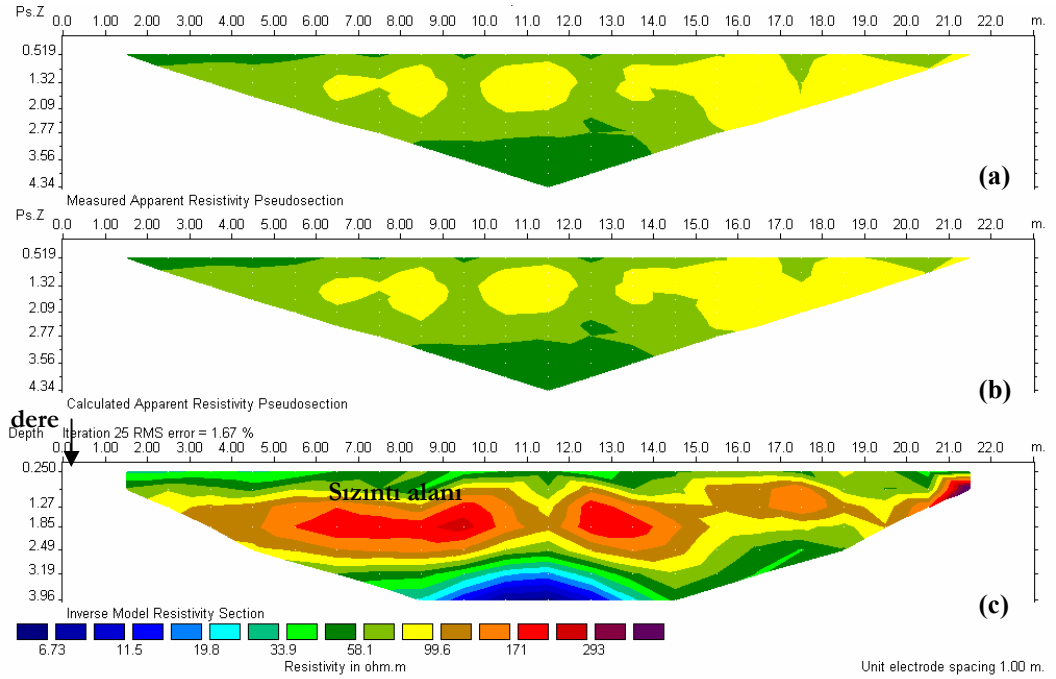 Ps.Z 0.0 1.00 2.00 3.00 4.00 5.00 6.00 7.00 8.00 9.00 10.0 11.0 12.0 13.0 14.0 15.0 16.0 17.0 18.0 19.0 20.0 21.0 22.0 m.
0.519
1.32
2.09
2.77
3.56
4.34
(a)
Measured Apparent Resistivity Pseudosection
Ps.Z 0.0 1.00 2.00 3.00 4.00 5.00 6.00 7.00 8.00 9.00 10.0 11.0 12.0 13.0 14.0 15.0 16.0 17.0 18.0 19.0 20.0 21.0 22.0 m.
0.519
1.32
2.09
2.77
3.56
4.34
(b)
Calculated Apparent Resistivity Pseudosection
dere
Depth Iteration 25 RMS error = 1.67 %
0.0 1.00 2.00 3.00 4.00 5.00 6.00 7.00 8.00 9.00 10.0 11.0 12.0 13.0 14.0 15.0 16.0 17.0 18.0 19.0 20.0 21.0 22.0 m.
0.250
Sızıntı alanı
1.27
1.85
2.49
3.19
3.96
(c)
Inverse Model Resistivity Section
6.73 11.5 19.8 33.9 58.1 99.6 171 293
Resistivity in ohm.m
Unit electrode spacing 1.00 m.